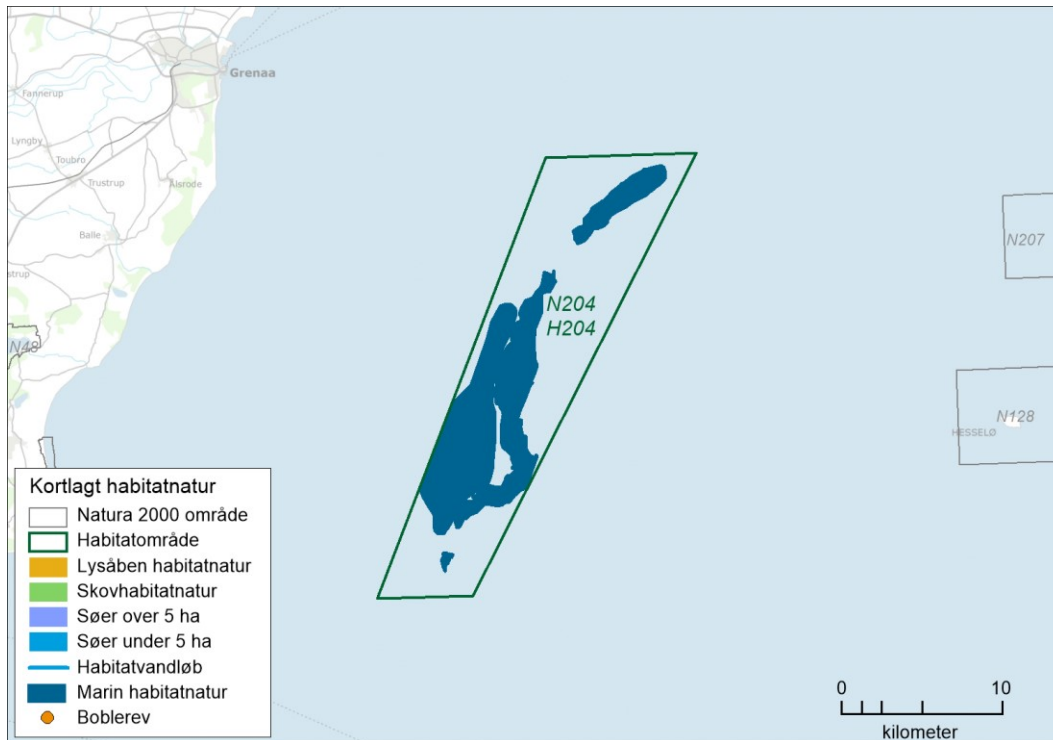 Grenaa
Fannerup
Lyngby
Toubro
Trustrup
Ålsrode
Balle
strup
N48
N204
H204
N207
N128
HESSELØ
Kortlagt habitatnatur
Natura 2000 område
Habitatområde
Lysåben habitatnatur
Skovhabitatnatur
Søer over 5 ha
Søer under 5 ha
Habitatvandløb
Marin habitatnatur
Boblerev
0 10
kilometer